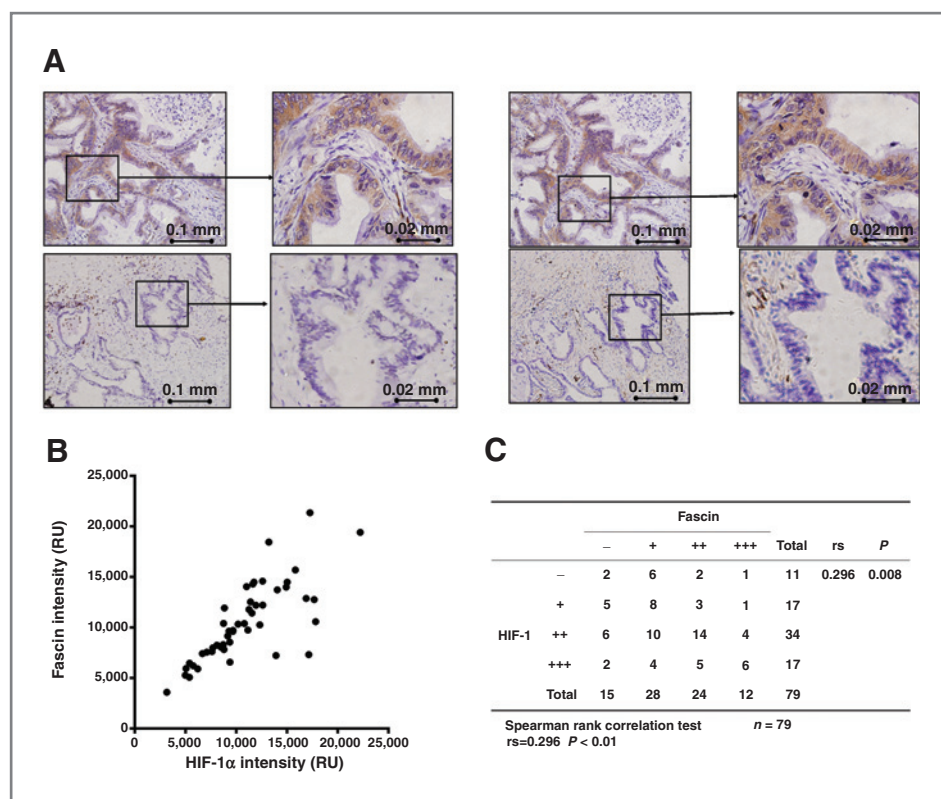 A
0.1 mm
0.02 mm
0.1 mm
0.02 mm
0.1 mm
0.02 mm
0.1 mm
0.02 mm
B
25,000
20,000
15,000
10,000
5,000
0
Fascin intensity (RU)
0 5,000 10,000 15,000 20,000 25,000
HIF-1α intensity (RU)
C
Fascin
– + ++ +++ Total rs P
– 2 6 2 1 11 0.296 0.008
+ 5 8 3 1 17
HIF-1 ++ 6 10 14 4 34
+++ 2 4 5 6 17
Total 15 28 24 12 79
Spearman rank correlation test n = 79
rs=0.296 P < 0.01